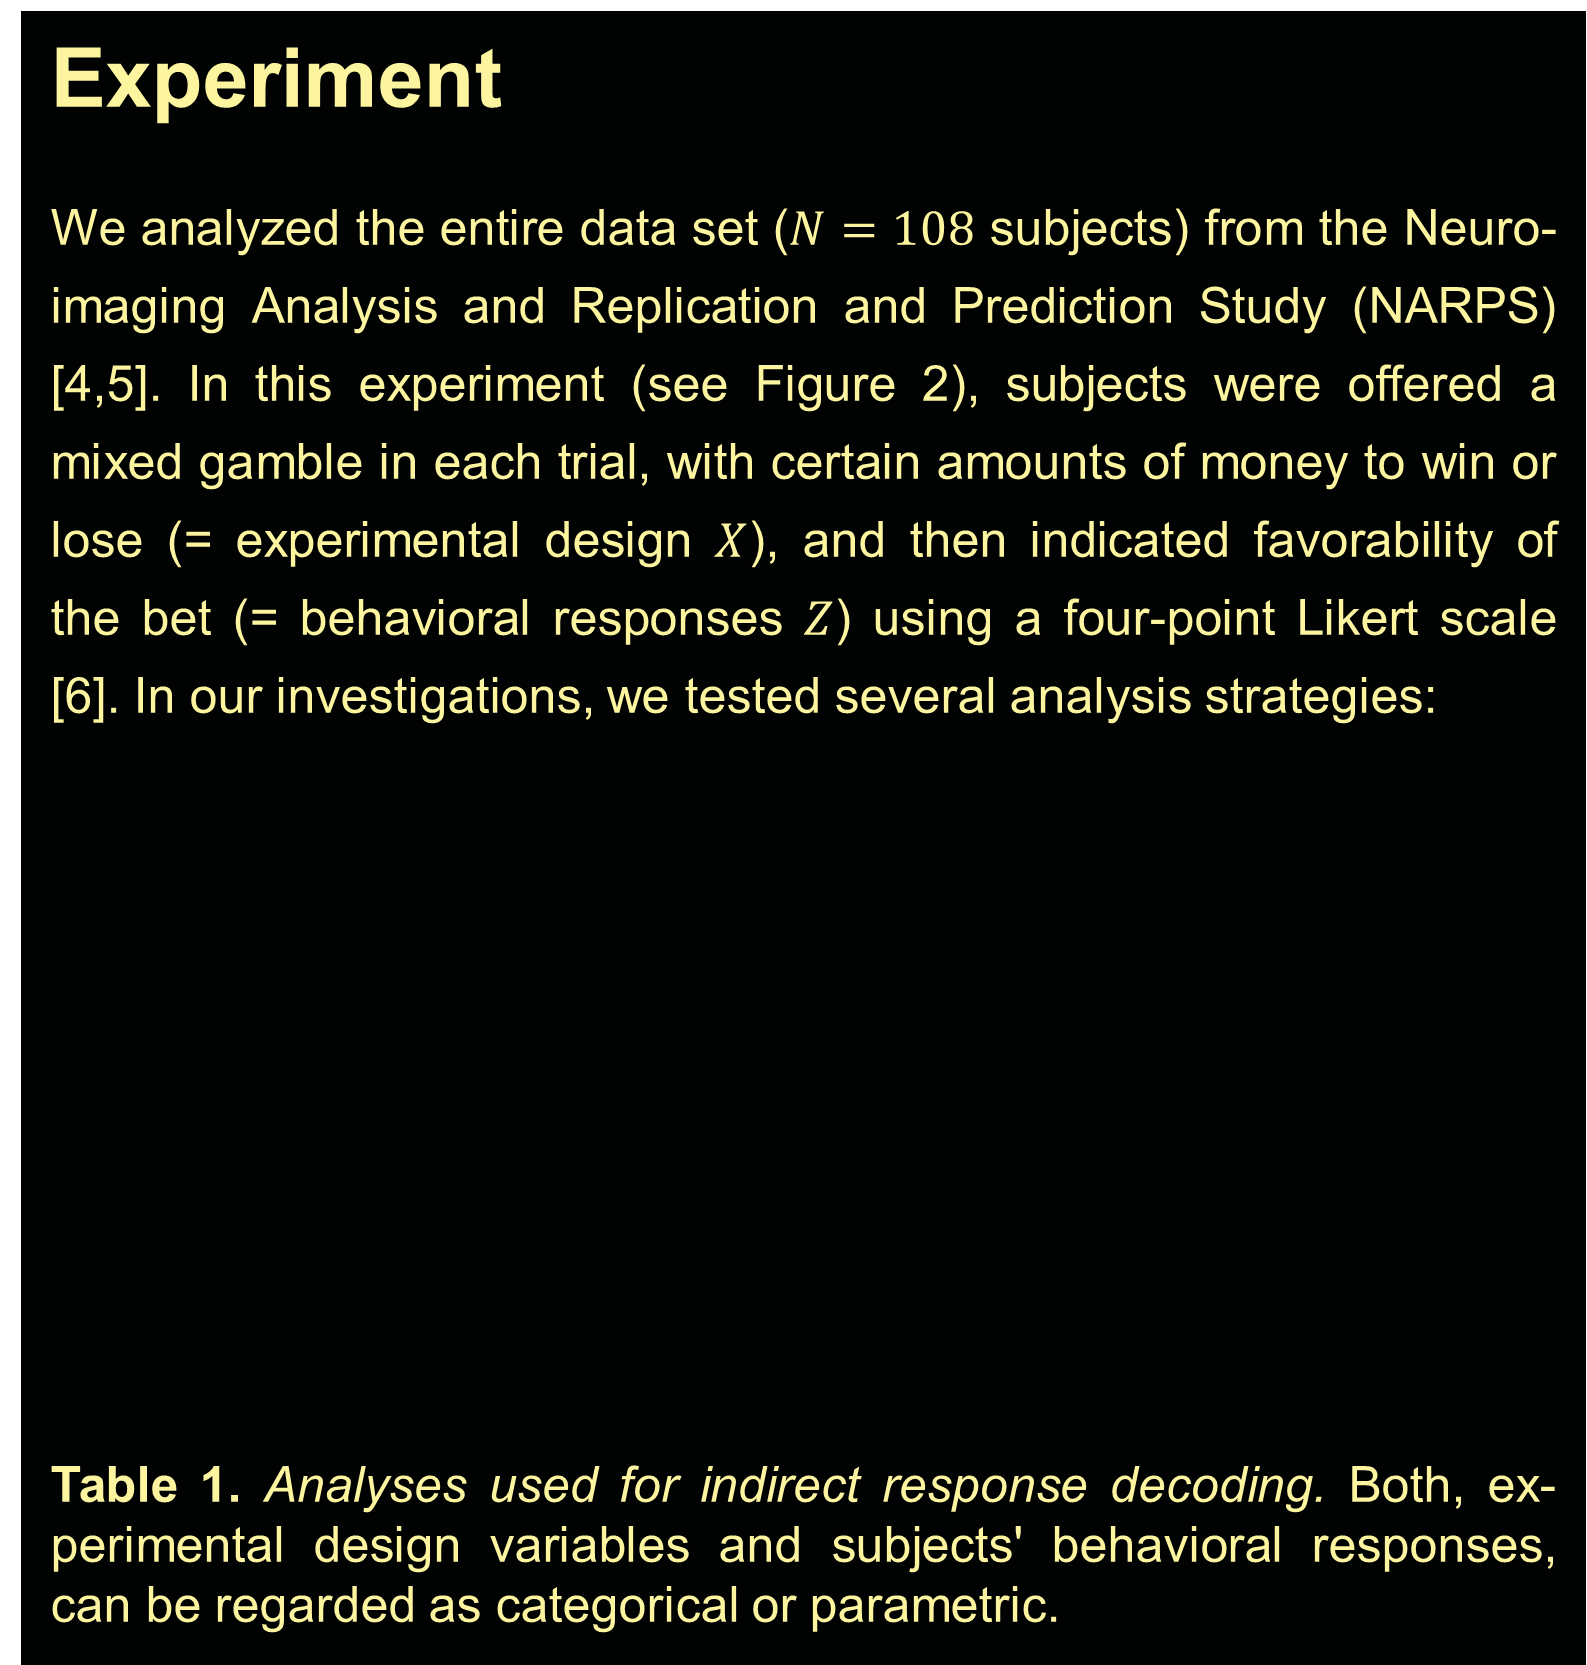 Experiment
We analyzed the entire data set (N = 108 subjects) from the Neuro-
imaging Analysis and Replication and Prediction Study (NARPS)
[4,5]. In this experiment (see Figure 2), subjects were offered a
mixed gamble in each trial, with certain amounts of money to win or
lose (= experimental design X), and then indicated favorability of
the bet (= behavioral responses Z) using a four-point Likert scale
[6]. In our investigations, we tested several analysis strategies:
Table 1. Analyses used for indirect response decoding. Both, ex-
perimental design variables and subjects' behavioral responses,
can be regarded as categorical or parametric.